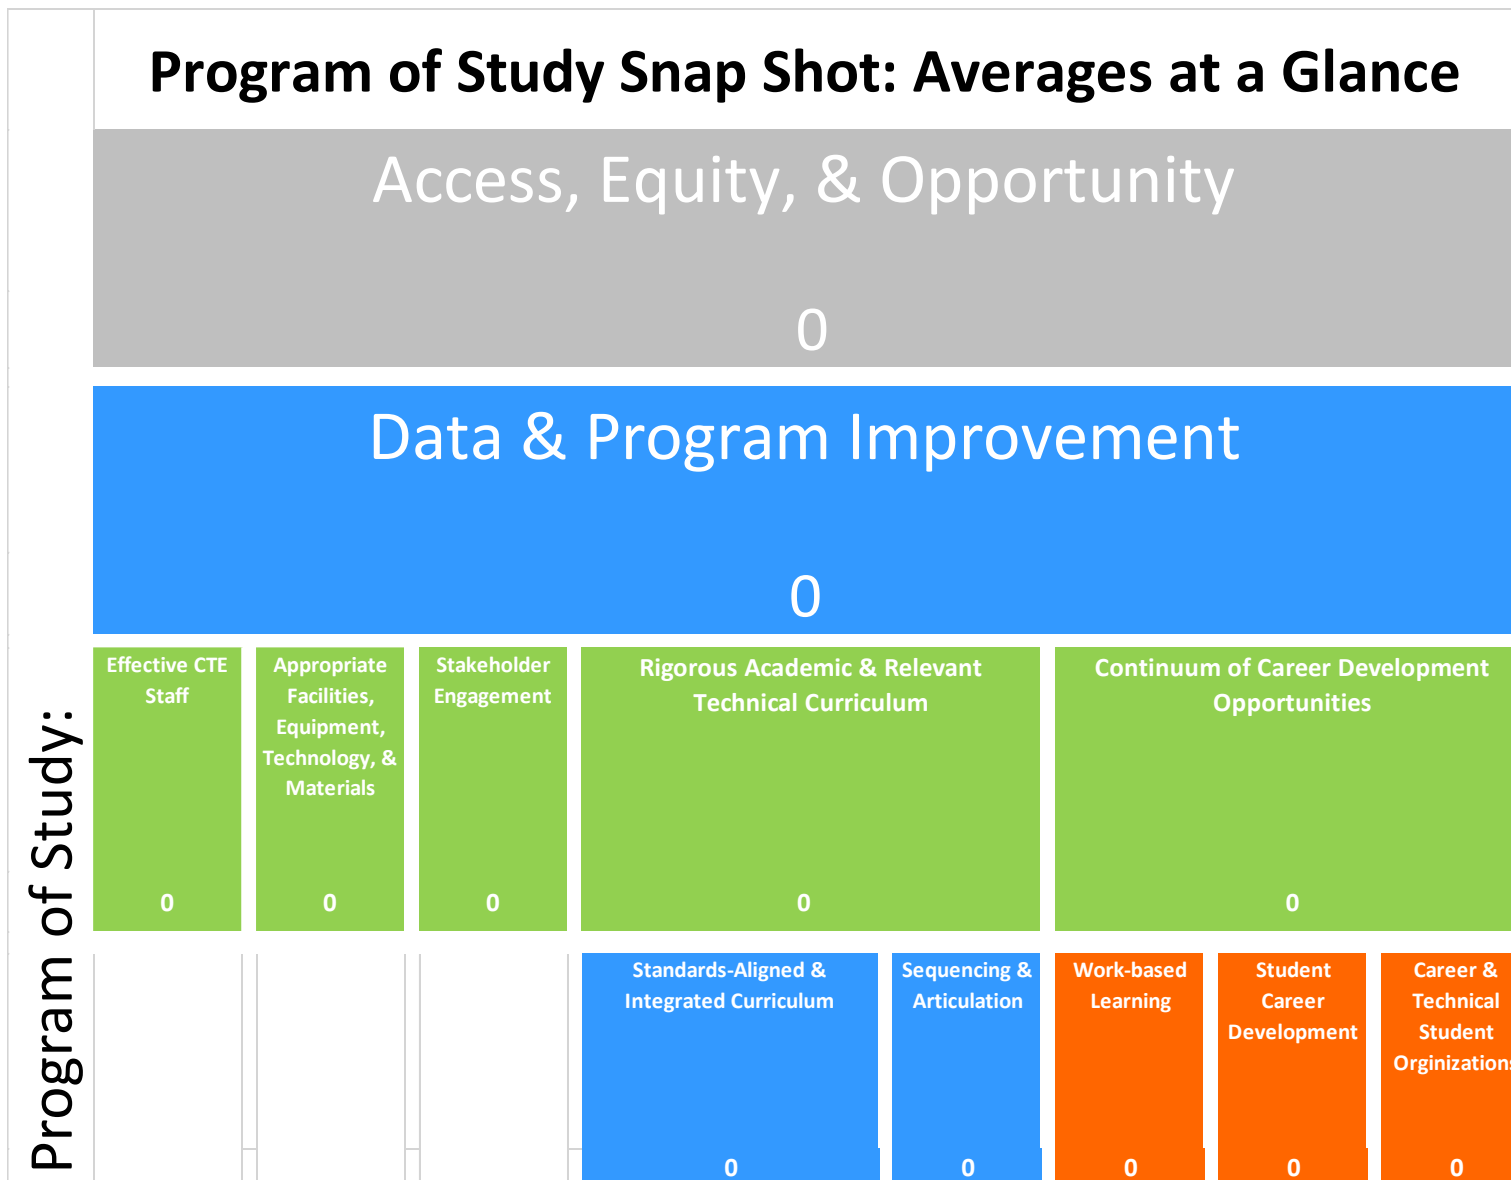 Program of Study Snap Shot: Averages at a Glance
Access, Equity, & Opportunity
0
Data & Program Improvement
0
Program of Study:
Effective CTE
Staff
0
Appropriate
Facilities,
Equipment,
Technology, &
Materials
0
Stakeholder
Engagement
0
Rigorous Academic & Relevant
Technical Curriculum
0
Continuum of Career Development
Opportunities
0
Standards-Aligned &
Integrated Curriculum
0
Sequencing &
Articulation
0
Work-based
Learning
0
Student
Career
Development
0
Career &
Technical
Student
Orginizations
0